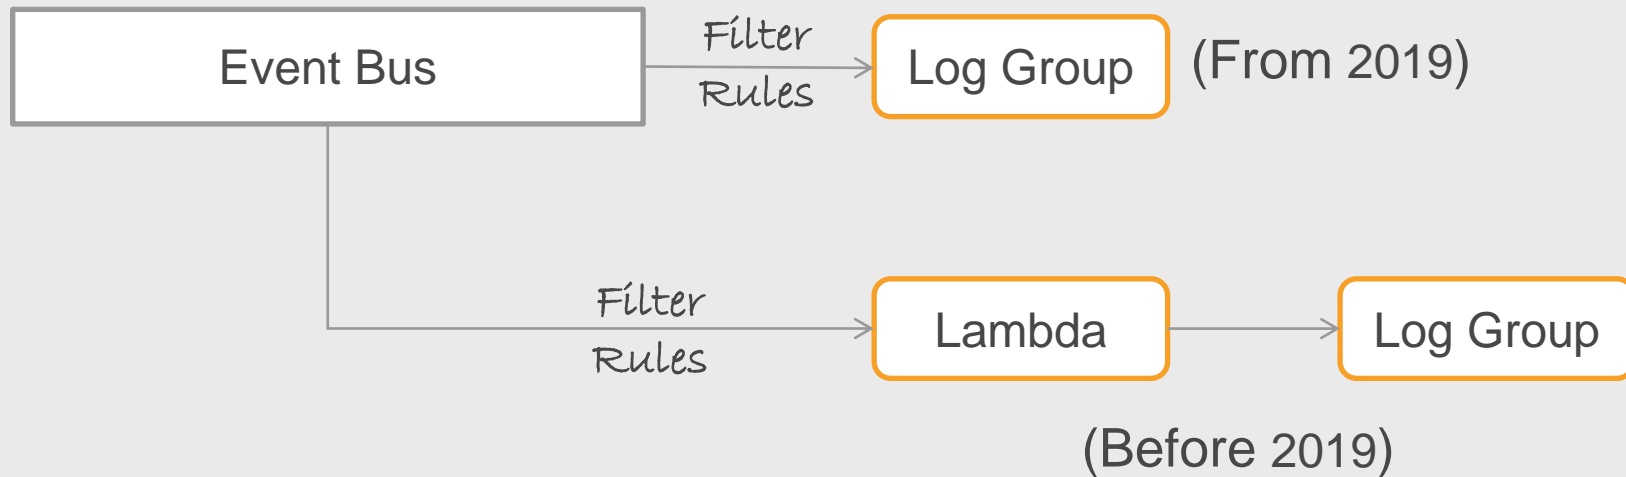 Event Bus
Filter
Rules
Log Group
(From 2019)
Filter
Rules
Lambda
Log Group
(Before 2019)